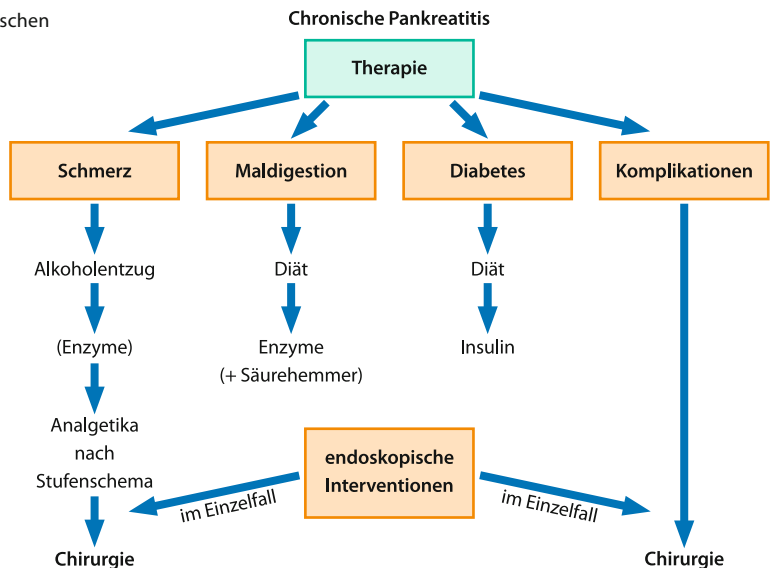 schen
Chronische Pankreatitis
Therapie
Schmerz
Maldigestion
Diabetes
Komplikationen
Alkoholentzug
Diät
Diät
(Enzyme)
Enzyme
(+ Säurehemmer)
Insulin
Analgetika
nach
Stufenschema
endoskopische
Interventionen
im Einzelfall
im Einzelfall
Chirurgie
Chirurgie